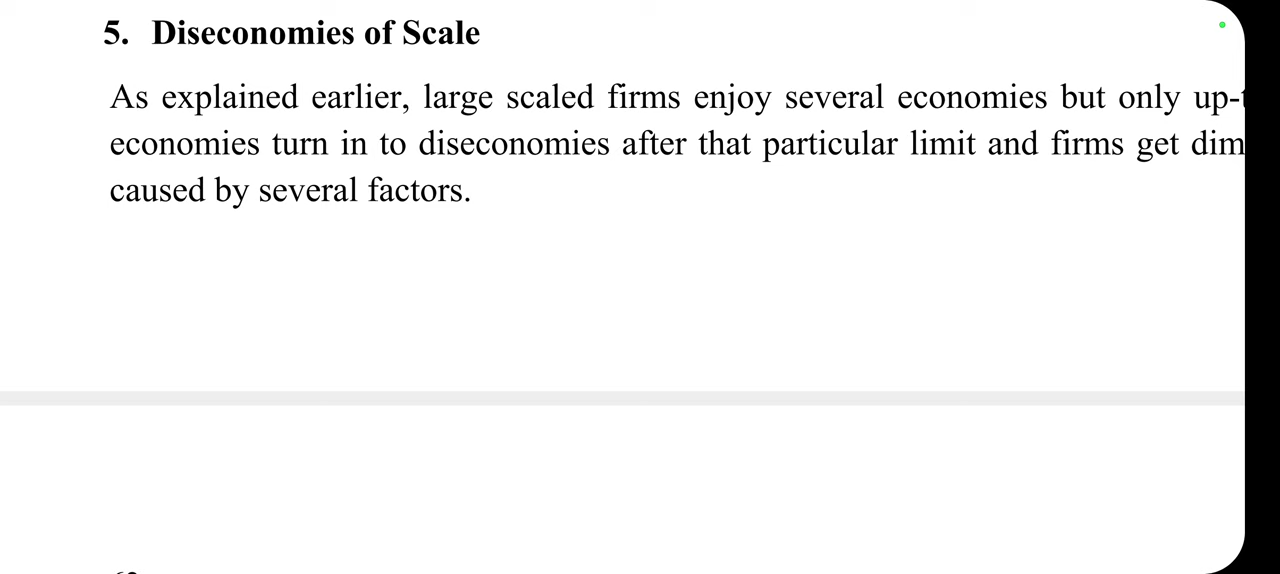 5. Diseconomies of Scale
As explained earlier, large scaled firms enjoy several economies but only up-
economies turn in to diseconomies after that particular limit and firms get
caused by several factors.